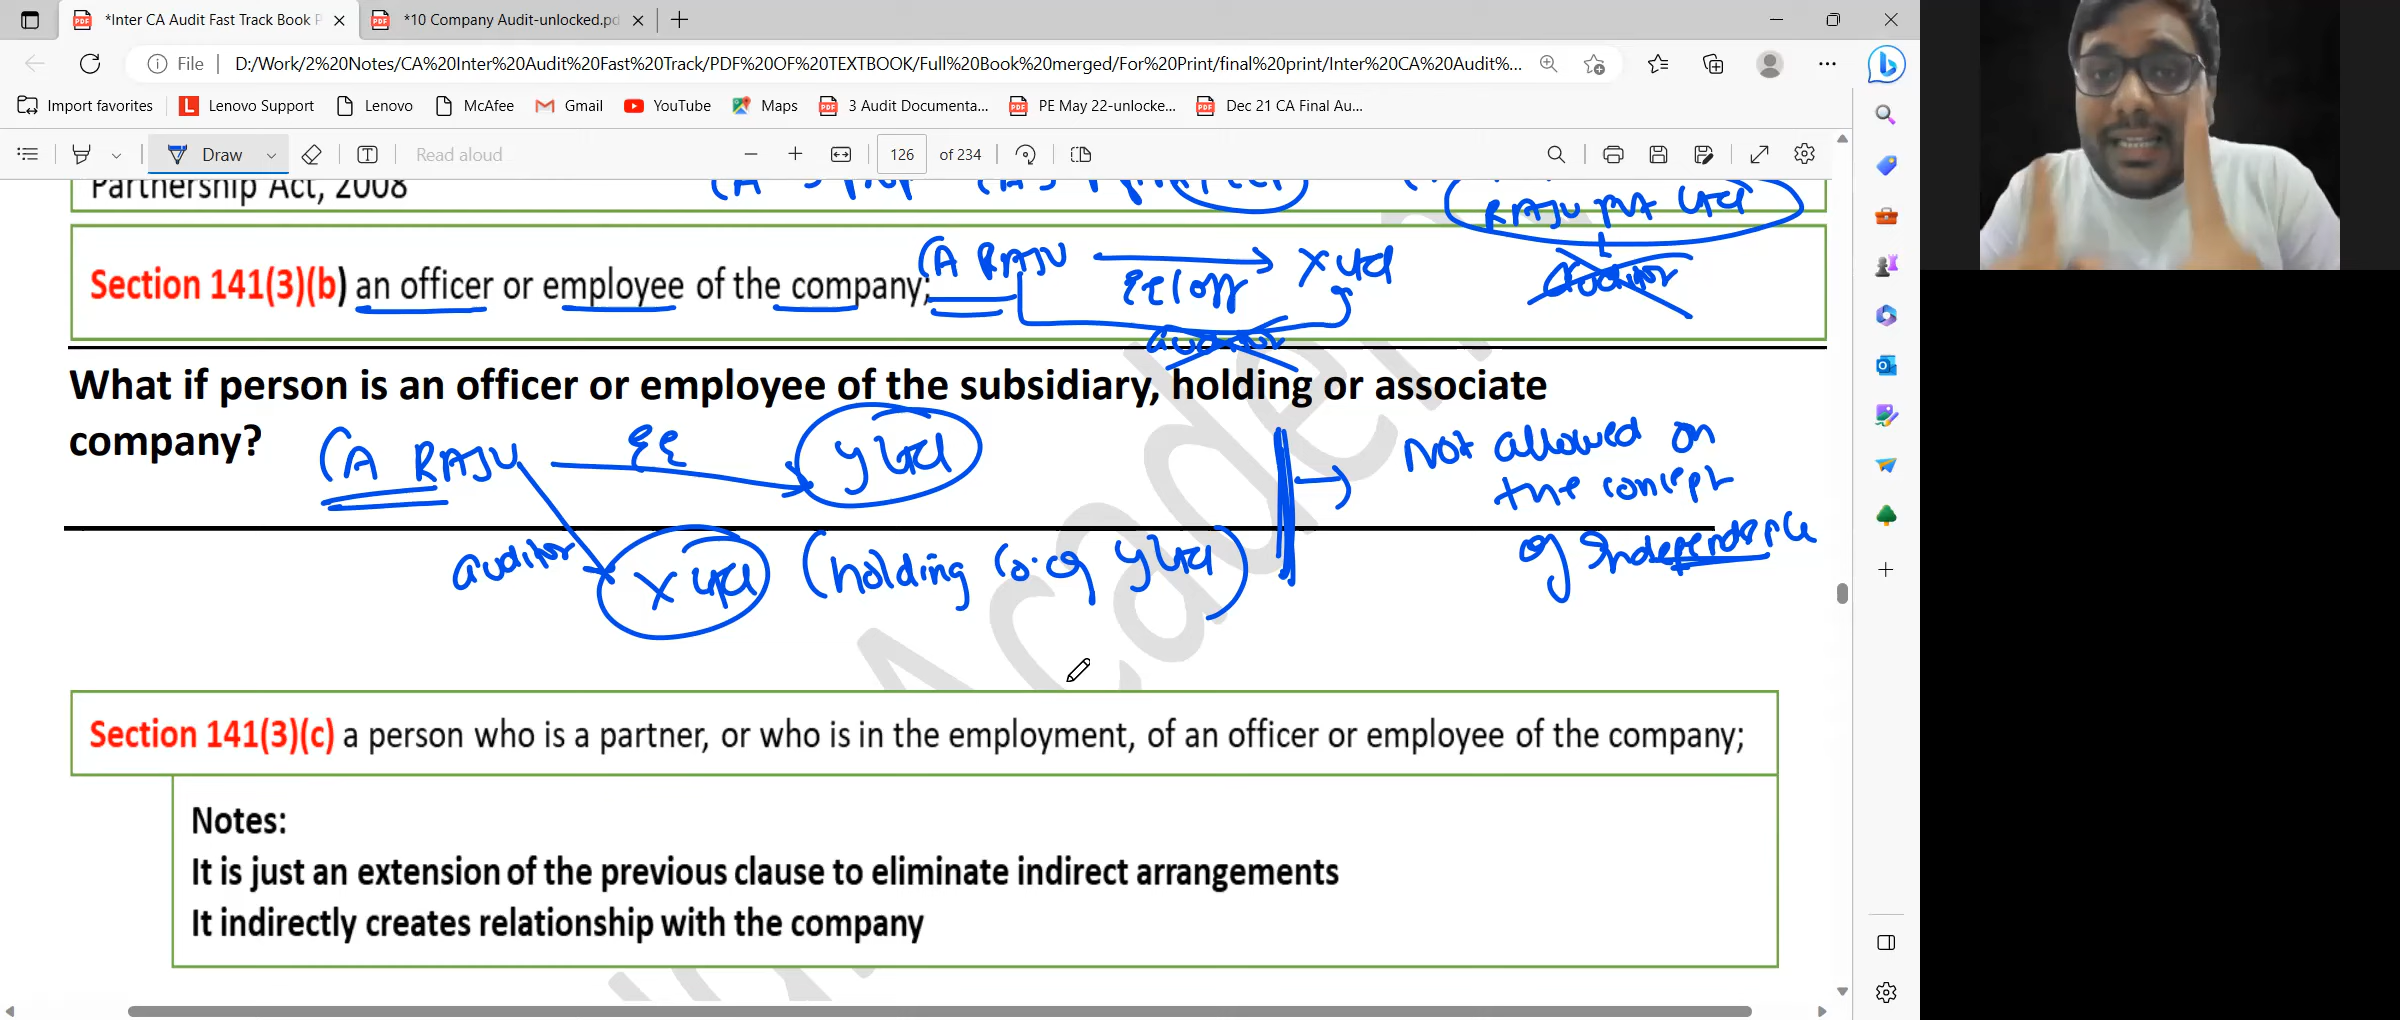 *Inter CA Audit Fast Track Book P
*10 Company Audit-unlocked.pd
File
D:/Work/2%20Notes/CA%20Inter%20Audit%20Fast%20Track/PDF%20OF%20TEXTBOOK/Full%20Book%20merged/For%20Print/final%20print/Inter%20CA%20Audit%...
Import favorites
Lenovo Support
Lenovo
McAfee
Gmail
YouTube
Maps
3 Audit Documenta...
PE May 22-unlocke...
Dec 21 CA Final Au...
Draw
Read aloud
126 of 234
Partnership Act, 2008
RAJU Pvt Ltd
Auditor
Section 141(3)(b) an officer or employee of the company;
CA RAJU
EE/off
X Ltd
auditor
What if person is an officer or employee of the subsidiary, holding or associate
company?
CA RAJU
EE
Y Ltd
Not allowed on
the concept
of Independence
auditor
X Ltd (holding co. of Y Ltd)
Section 141(3)(c) a person who is a partner, or who is in the employment, of an officer or employee of the company;
Notes:
It is just an extension of the previous clause to eliminate indirect arrangements
It indirectly creates relationship with the company